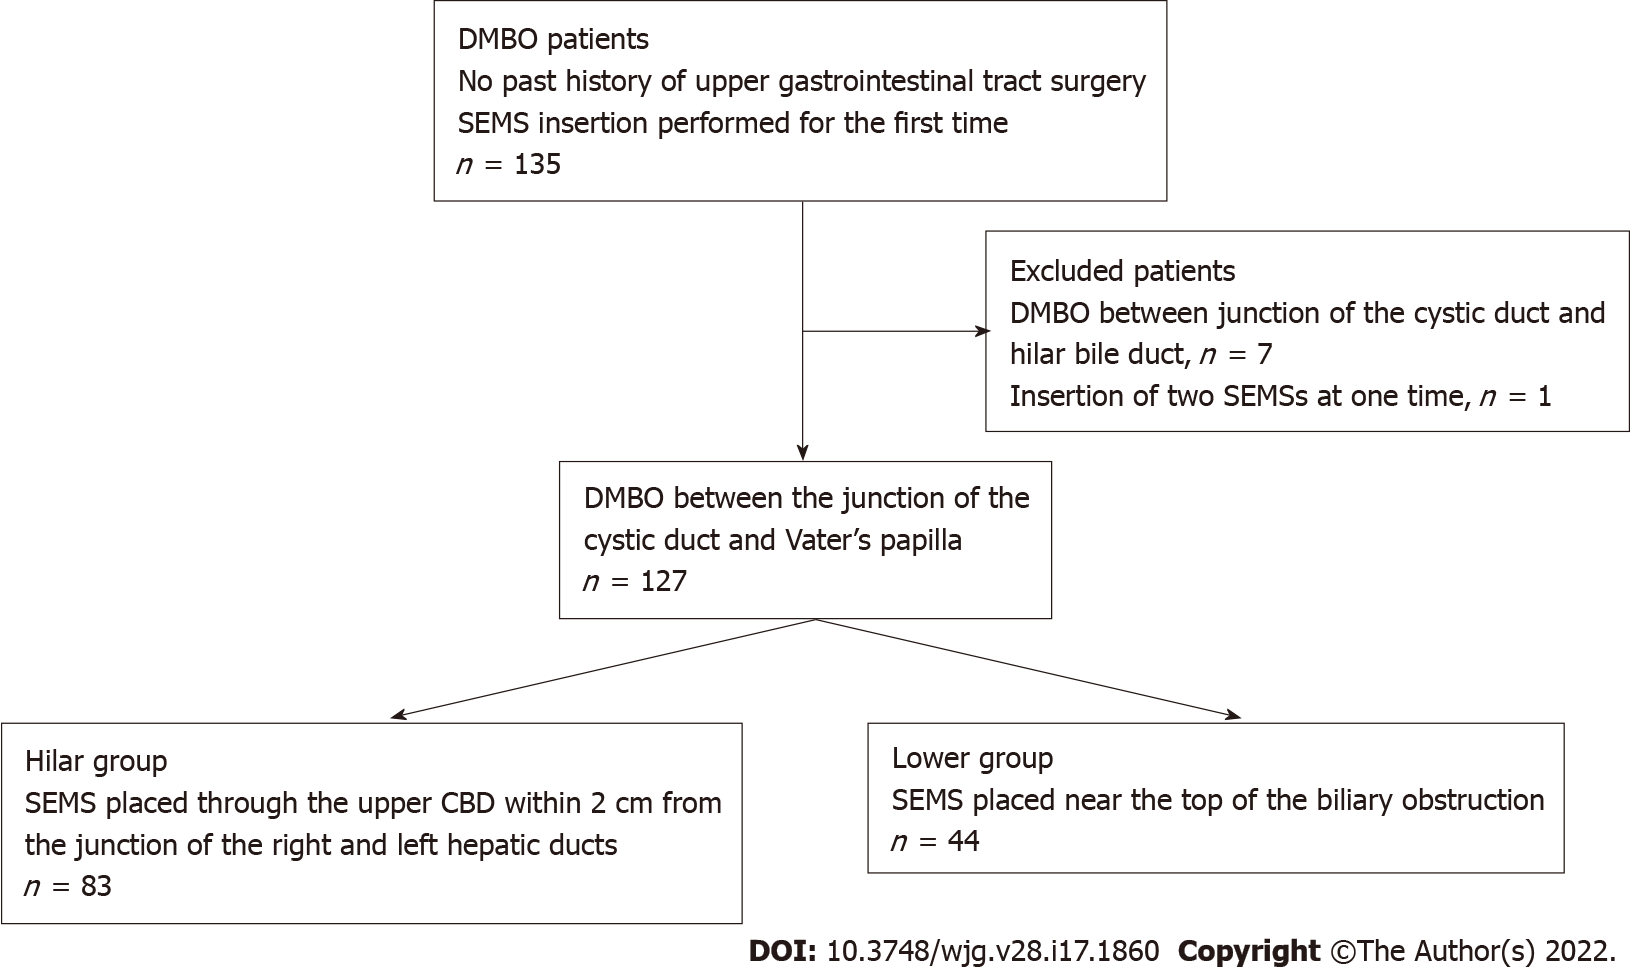 DMBO patients
No past history of upper gastrointestinal tract surgery
SEMS insertion performed for the first time
n = 135
Excluded patients
DMBO between junction of the cystic duct and
hilar bile duct, n = 7
Insertion of two SEMSs at one time, n = 1
DMBO between the junction of the
cystic duct and Vater’s papilla
n = 127
Hilar group
SEMS placed through the upper CBD within 2 cm from
the junction of the right and left hepatic ducts
n = 83
Lower group
SEMS placed near the top of the biliary obstruction
n = 44
DOI: 10.3748/wjg.v28.i17.1860 Copyright ©The Author(s) 2022.